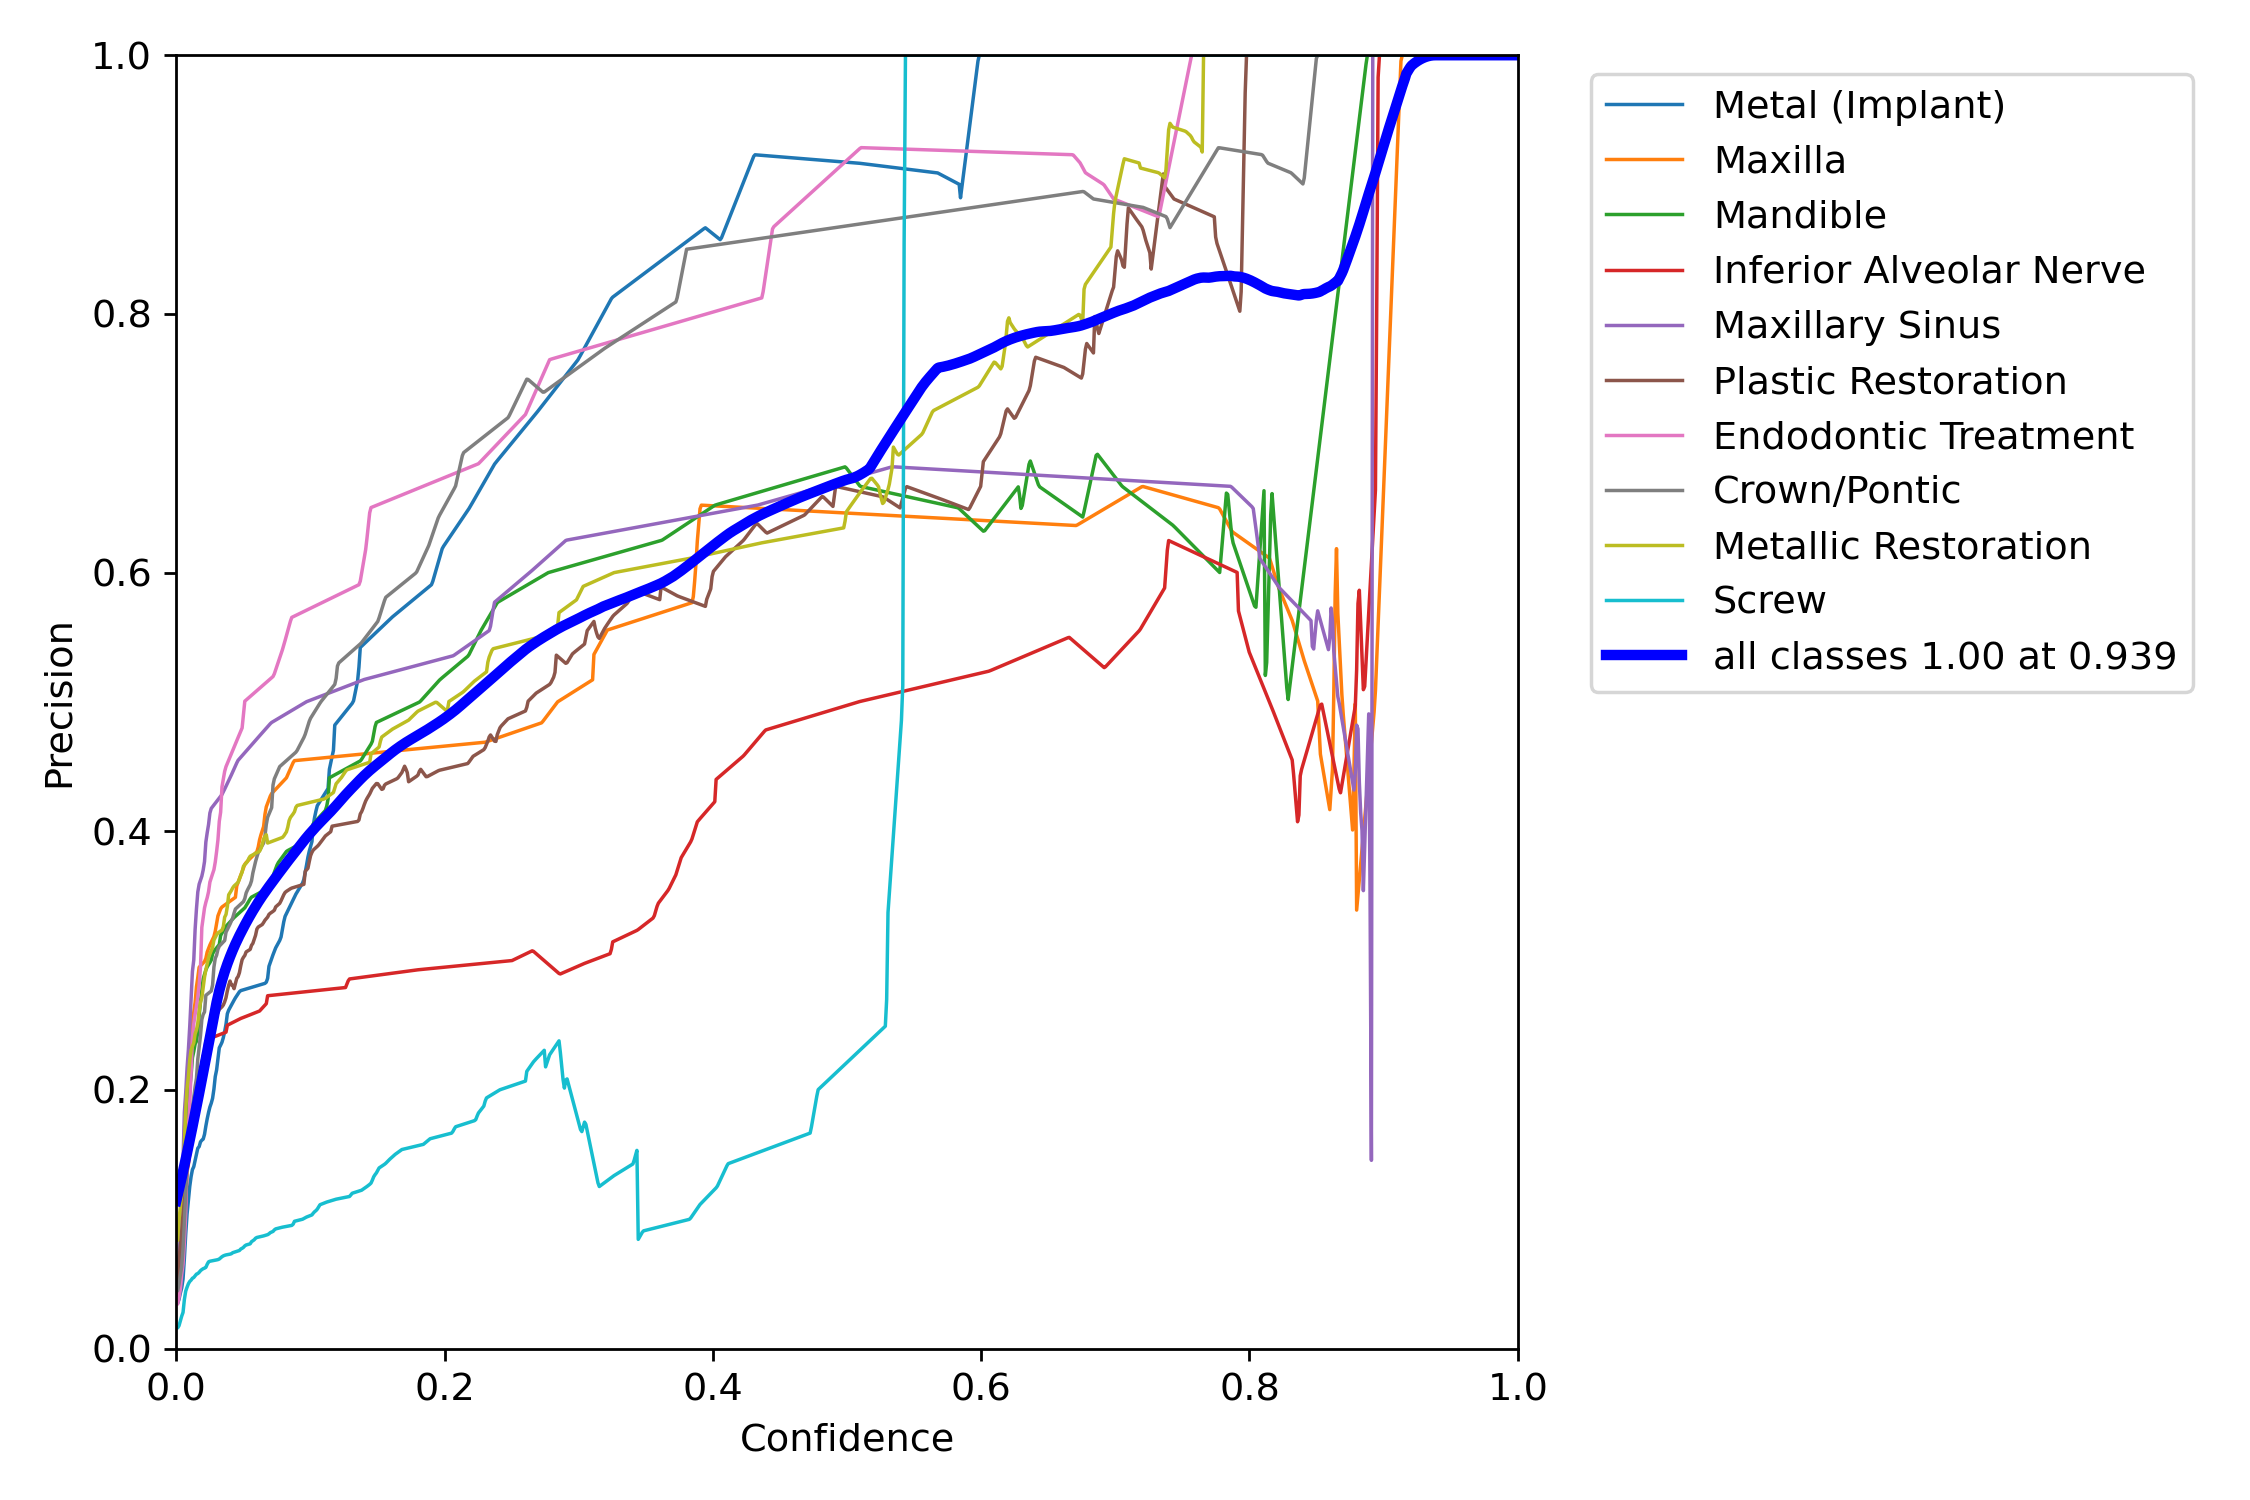 1.0
0.8
0.6
0.4
0.2
0.0
Precision
0.0 0.2 0.4 0.6 0.8 1.0
Confidence
Metal (Implant)
Maxilla
Mandible
Inferior Alveolar Nerve
Maxillary Sinus
Plastic Restoration
Endodontic Treatment
Crown/Pontic
Metallic Restoration
Screw
all classes 1.00 at 0.939